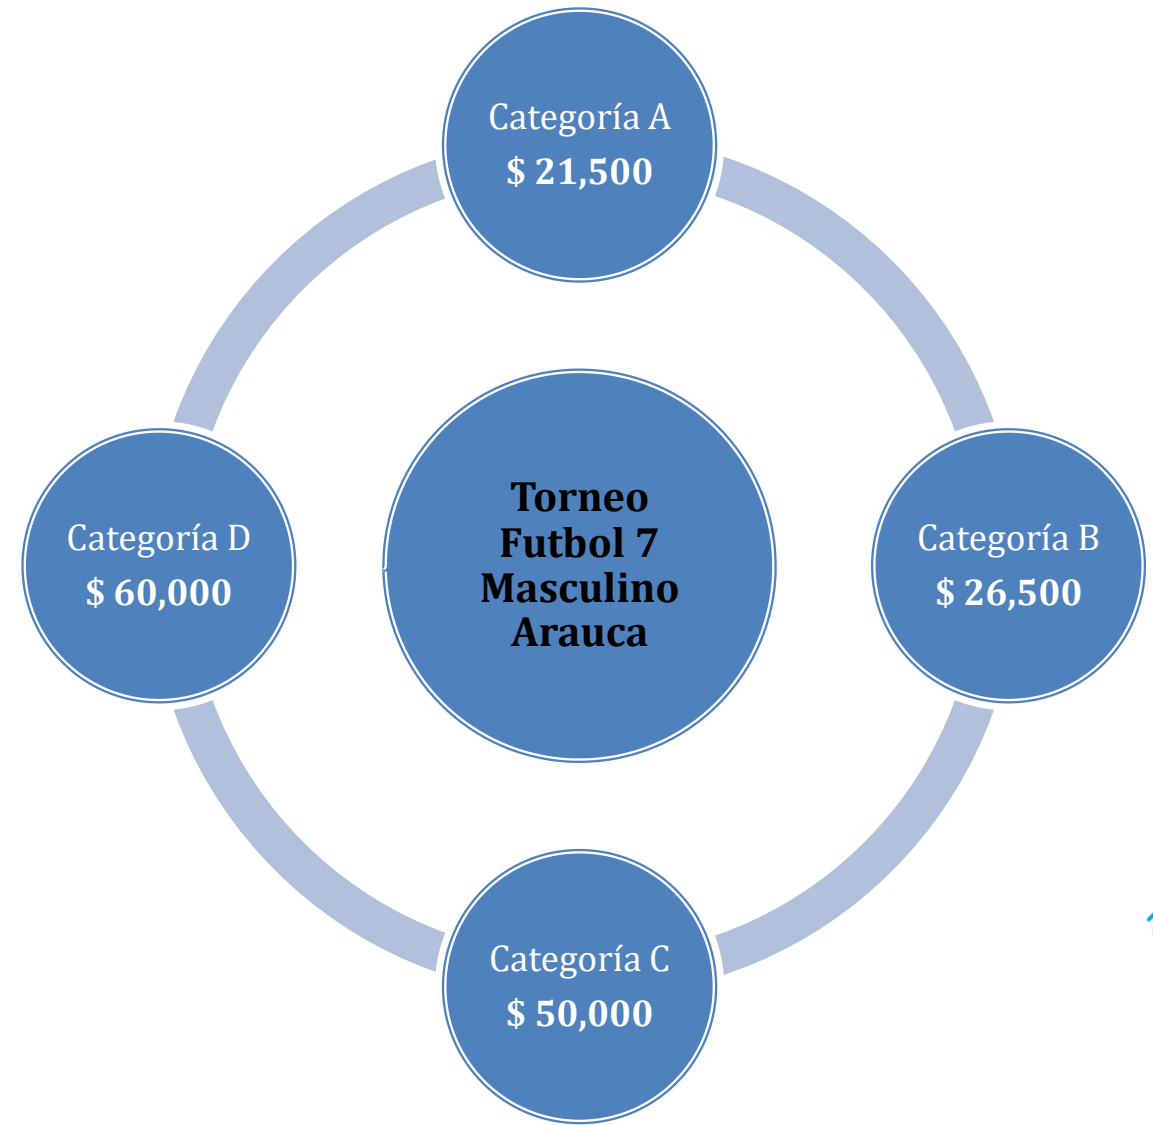 Categoría A
$ 21,500
Categoría D
$ 60,000
Torneo
Futbol 7
Masculino
Arauca
Categoría B
$ 26,500
Categoría C
$ 50,000